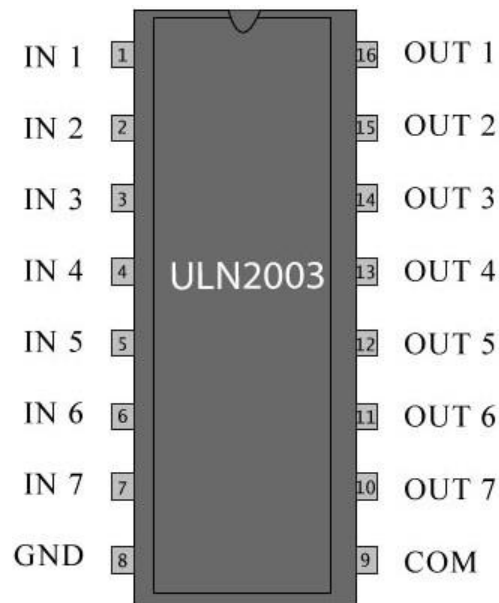 IN 1 1 16 OUT 1
IN 2 2 15 OUT 2
IN 3 3 14 OUT 3
IN 4 4 13 OUT 4
ULN2003
IN 5 5 12 OUT 5
IN 6 6 11 OUT 6
IN 7 7 10 OUT 7
GND 8 9 COM